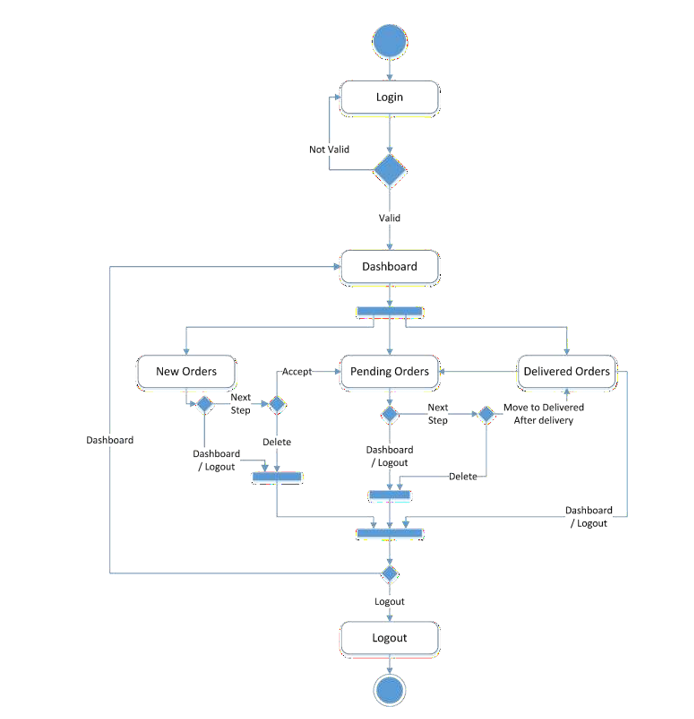 Login
Not Valid
Valid
Dashboard
New Orders
Pending Orders
Delivered Orders
Accept
Next
Step
Next
Step
Move to Delivered
After delivery
Dashboard
Delete
Dashboard
/ Logout
Dashboard
/ Logout
Delete
Dashboard
/ Logout
Logout
Logout